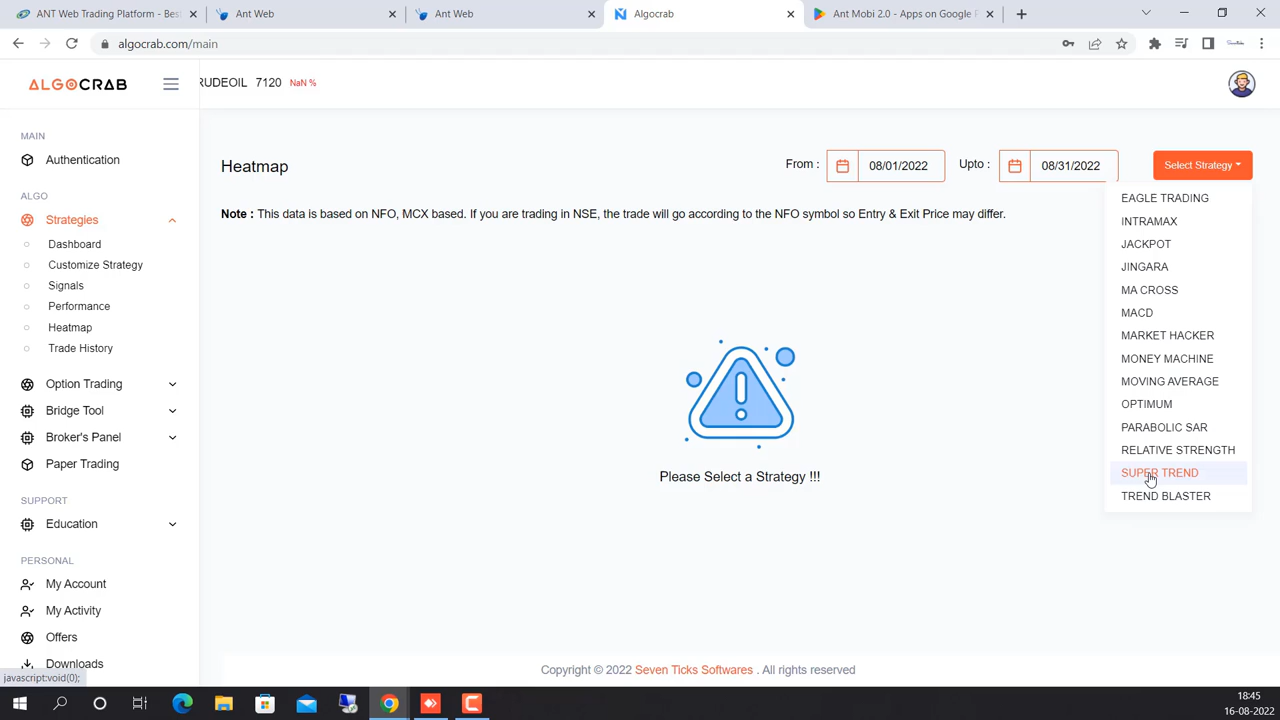 ANT Web Trading Platform - Bes
Ant Web
Ant Web
Algocrab
Ant Mobi 2.0 - Apps on Google P
algocrab.com/main
ALGOCRAB
RUDEOIL 7120 NaN %
MAIN
Authentication
ALGO
Strategies
Dashboard
Customize Strategy
Signals
Performance
Heatmap
Trade History
Option Trading
Bridge Tool
Broker's Panel
Paper Trading
SUPPORT
Education
PERSONAL
My Account
My Activity
Offers
Downloads
javascript:void(0);
Heatmap
From : 08/01/2022 Upto : 08/31/2022 Select Strategy
Note : This data is based on NFO, MCX based. If you are trading in NSE, the trade will go according to the NFO symbol so Entry & Exit Price may differ.
EAGLE TRADING
INTRAMAX
JACKPOT
JINGARA
MA CROSS
MACD
MARKET HACKER
MONEY MACHINE
MOVING AVERAGE
OPTIMUM
PARABOLIC SAR
RELATIVE STRENGTH
SUPER TREND
TREND BLASTER
Please Select a Strategy !!!
Copyright © 2022 Seven Ticks Softwares . All rights reserved
18:45
16-08-2022